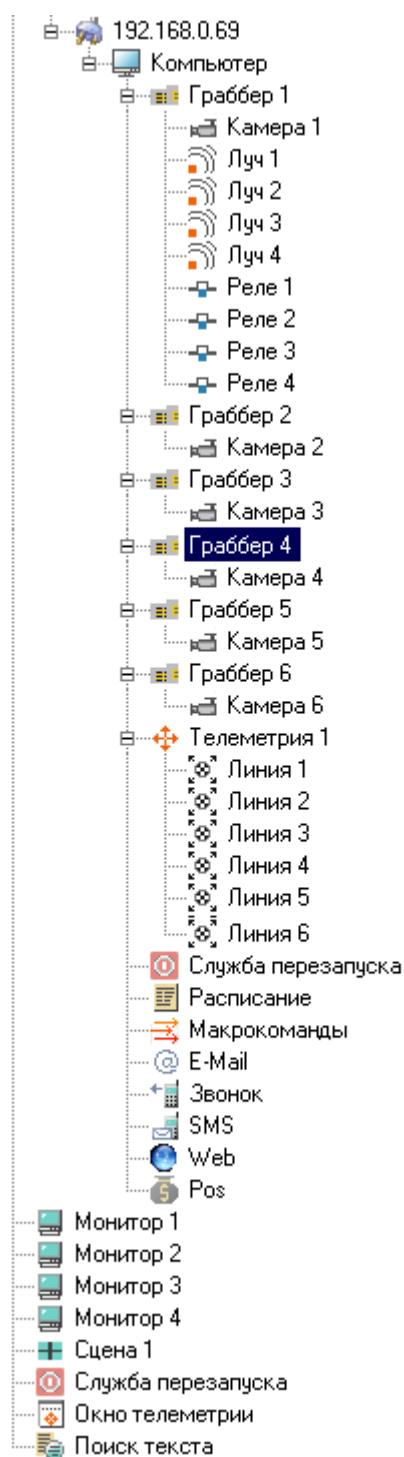 192.168.0.69
Компьютер
Граббер 1
Камера 1
Луч 1
Луч 2
Луч 3
Луч 4
Реле 1
Реле 2
Реле 3
Реле 4
Граббер 2
Камера 2
Граббер 3
Камера 3
Граббер 4
Камера 4
Граббер 5
Камера 5
Граббер 6
Камера 6
Телеметрия 1
Линия 1
Линия 2
Линия 3
Линия 4
Линия 5
Линия 6
Служба перезапуска
Расписание
Макрокоманды
E-Mail
Звонок
SMS
Web
Pos
Монитор 1
Монитор 2
Монитор 3
Монитор 4
Сцена 1
Служба перезапуска
Окно телеметрии
Поиск текста